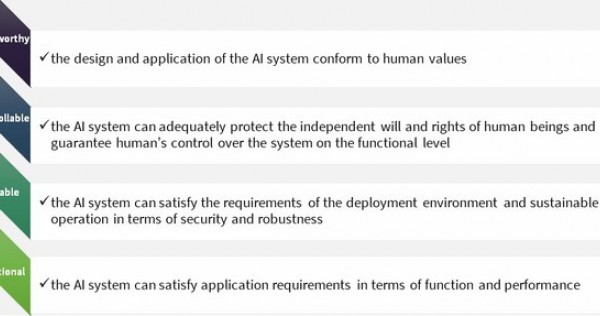 worthy
✓the design and application of the AI system conform to human values
ollable
✓the AI system can adequately protect the independent will and rights of human beings and
guarantee human's control over the system on the functional level
able
✓the AI system can satisfy the requirements of the deployment environment and sustainable
operation in terms of security and robustness
tional
✓the AI system can satisfy application requirements in terms of function and performance